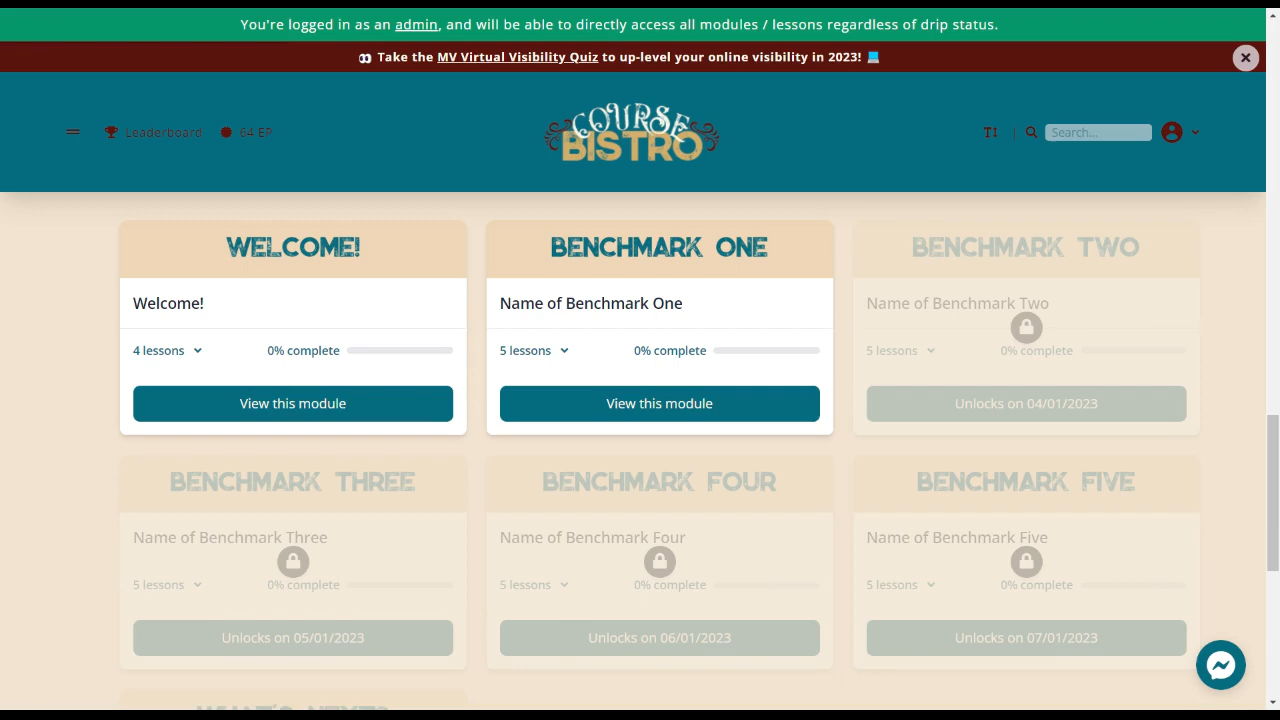 You're logged in as an admin, and will be able to directly access all modules / lessons regardless of drip status.
👀 Take the MV Virtual Visibility Quiz to up-level your online visibility in 2023! 💻
Leaderboard 64 EP
COURSE
BISTRO
Search...
WELCOME!
Welcome!
4 lessons 0% complete
View this module
BENCHMARK ONE
Name of Benchmark One
5 lessons 0% complete
View this module
BENCHMARK TWO
Name of Benchmark Two
5 lessons 0% complete
Unlocks on 04/01/2023
BENCHMARK THREE
Name of Benchmark Three
5 lessons 0% complete
Unlocks on 05/01/2023
BENCHMARK FOUR
Name of Benchmark Four
5 lessons 0% complete
Unlocks on 06/01/2023
BENCHMARK FIVE
Name of Benchmark Five
5 lessons 0% complete
Unlocks on 07/01/2023
WHAT'S NEXT?